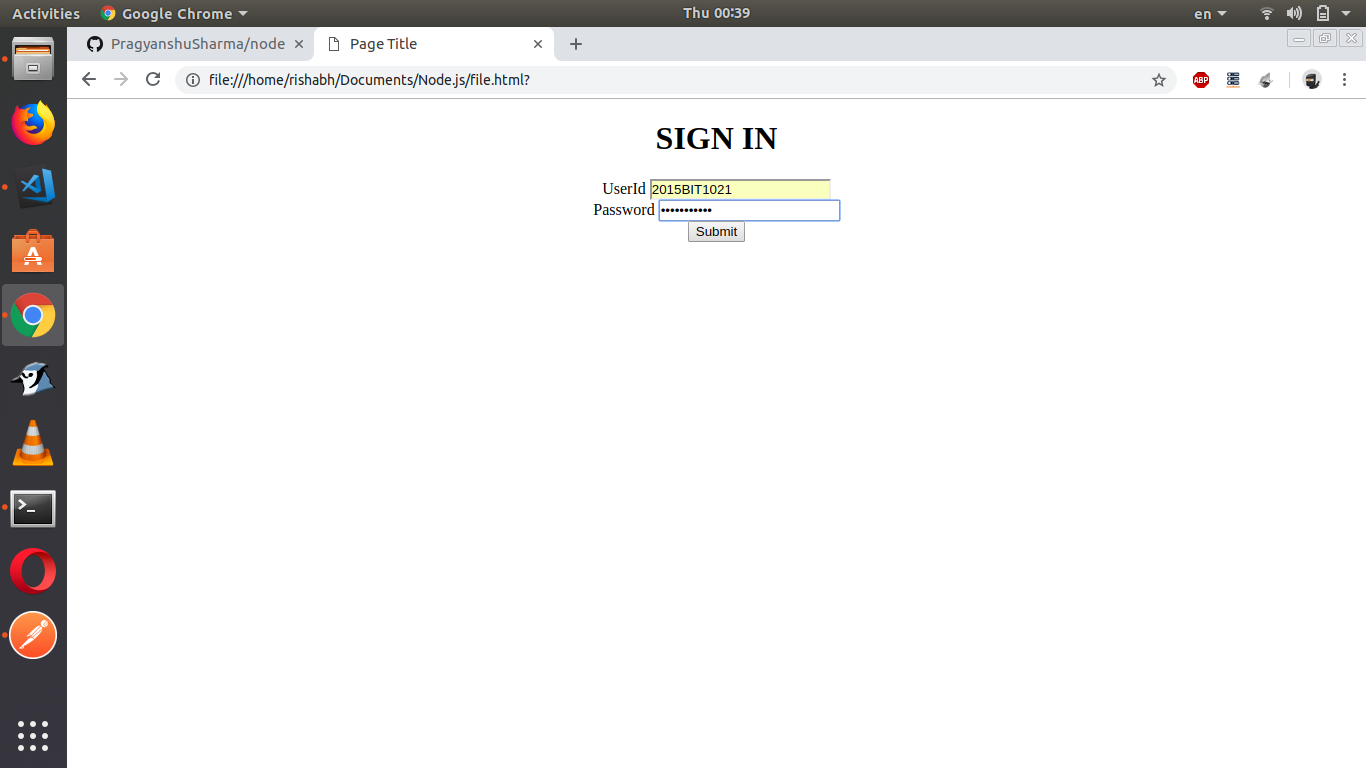 Activities Google Chrome Thu 00:39 en
PragyanshuSharma/node Page Title
file:///home/rishabh/Documents/Node.js/file.html? ABP
SIGN IN
UserId 2015BIT1021
Password •••••••••••
Submit